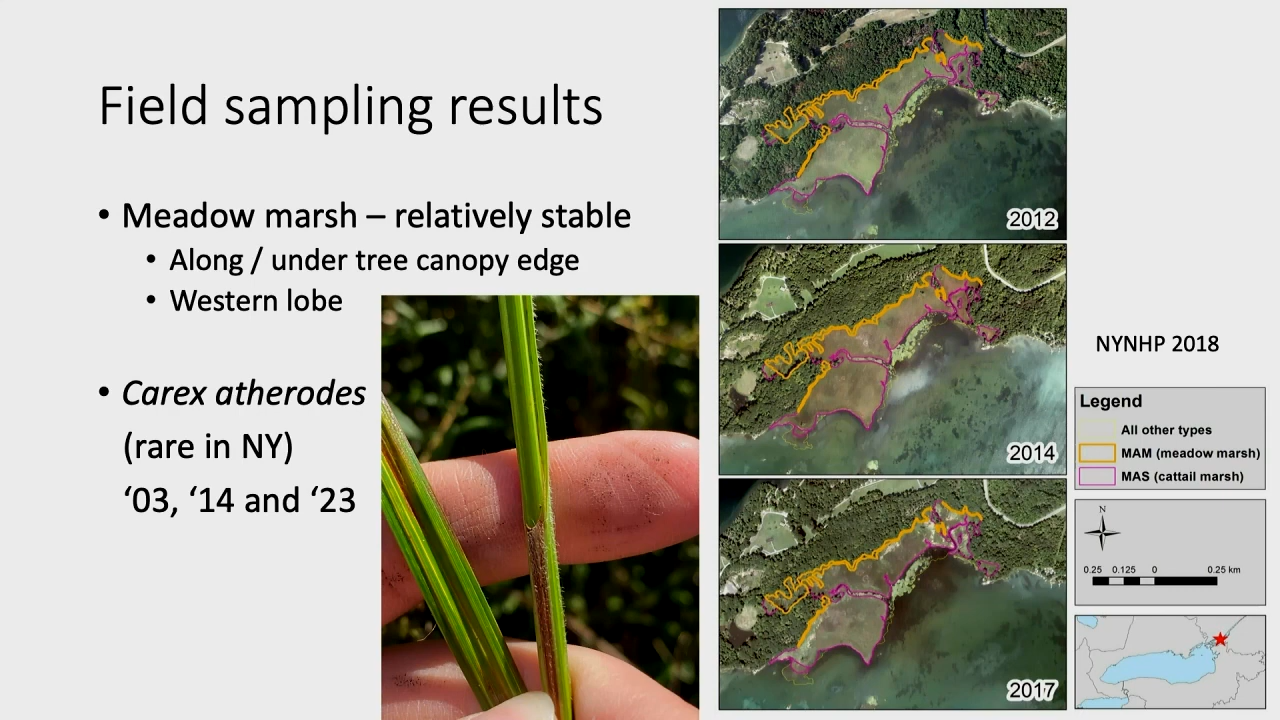 Field sampling results
• Meadow marsh – relatively stable
• Along / under tree canopy edge
• Western lobe
• Carex atherodes
(rare in NY)
‘03, ‘14 and ‘23
2012
2014
2017
NYNHP 2018
Legend
All other types
MAM (meadow marsh)
MAS (cattail marsh)
N
0.25 0.125 0 0.25 km